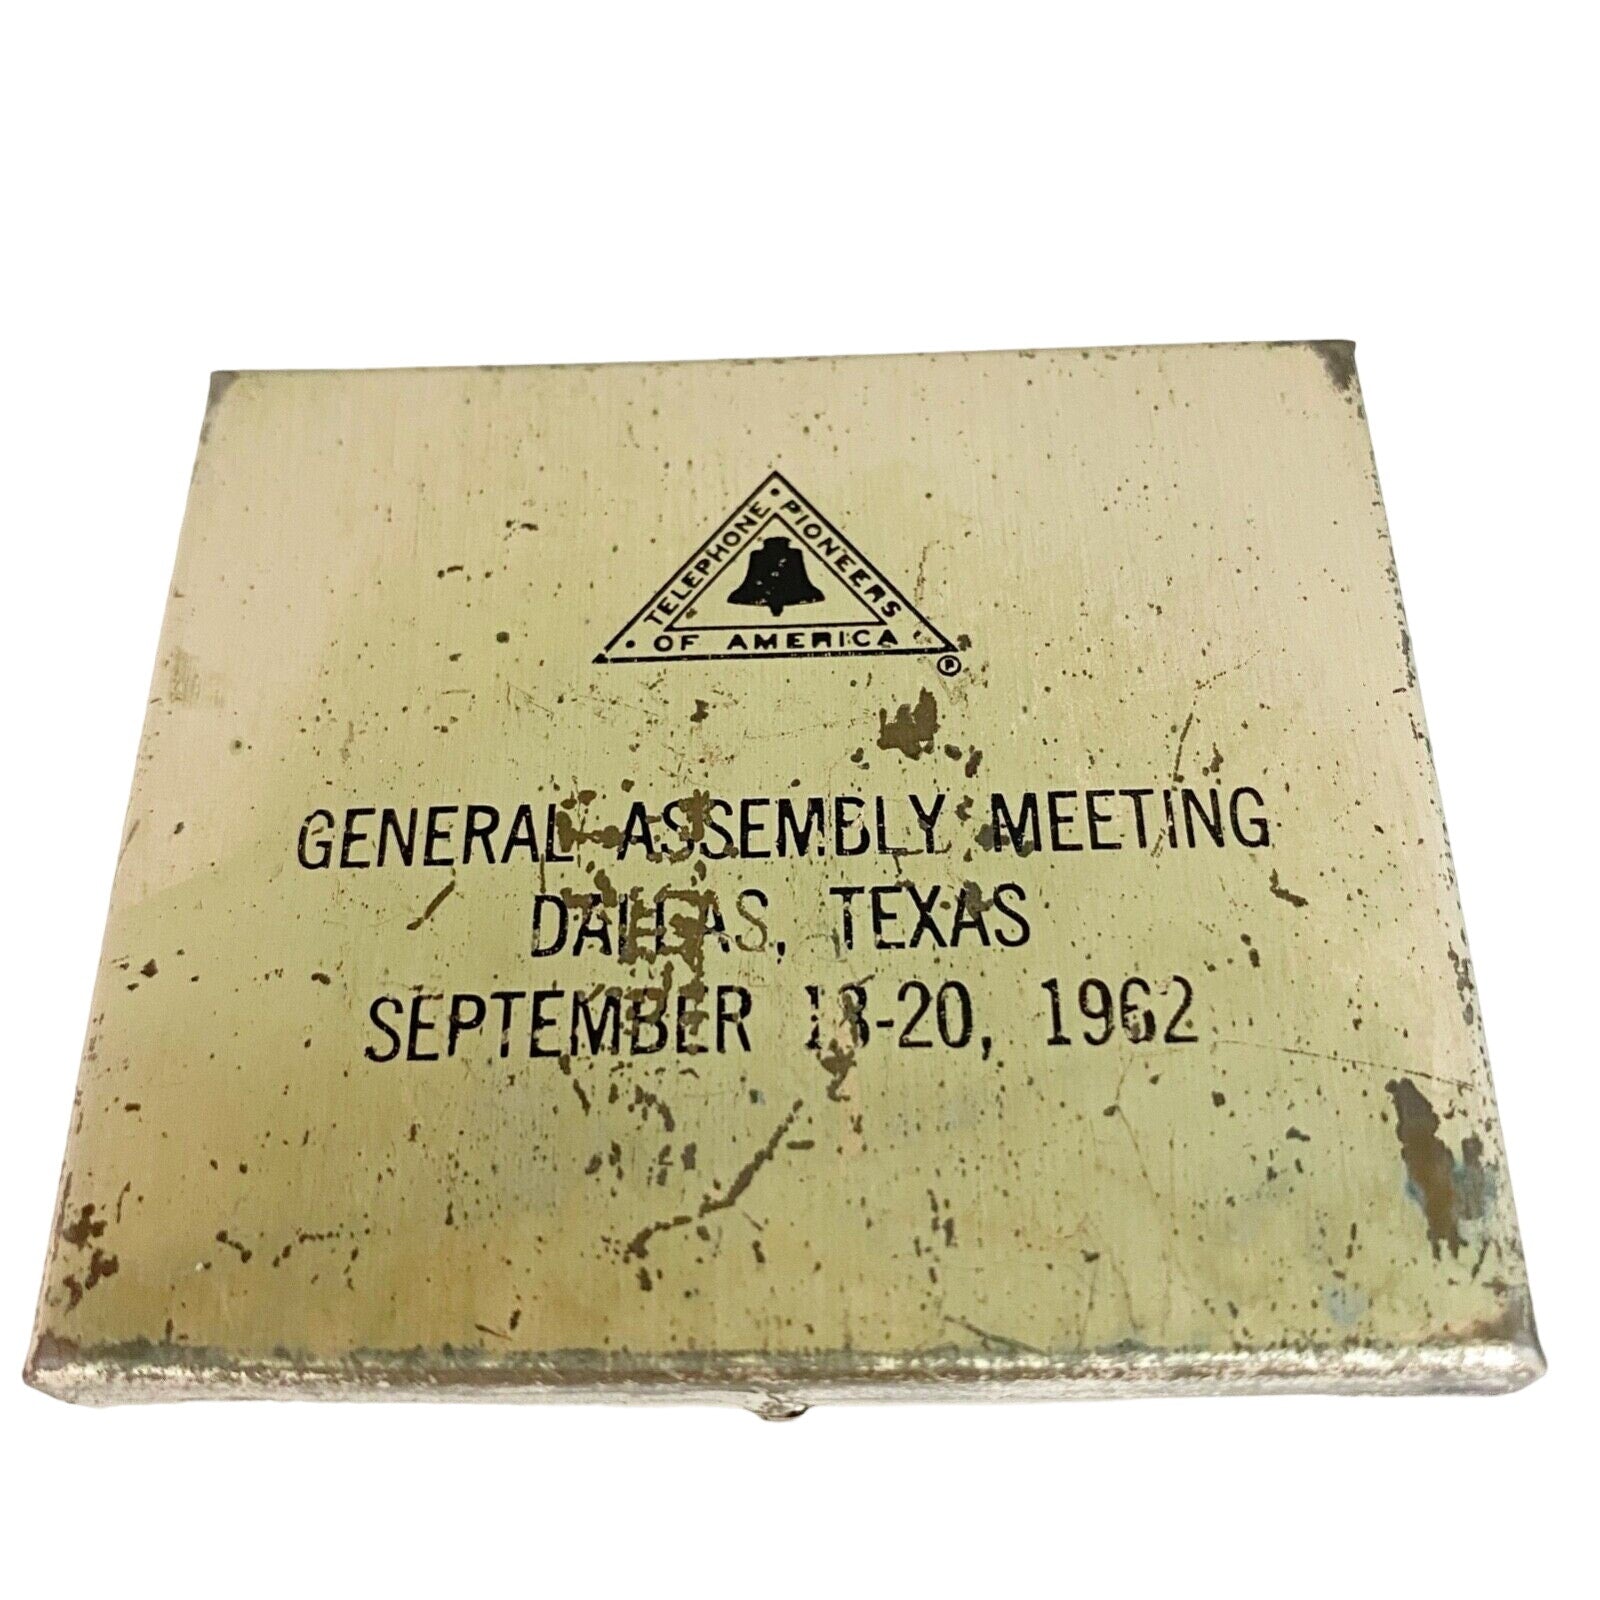 TELEPHONE PIONEERS
OF AMERICA
®
GENERAL ASSEMBLY MEETING
DALLAS, TEXAS
SEPTEMBER 18-20, 1962